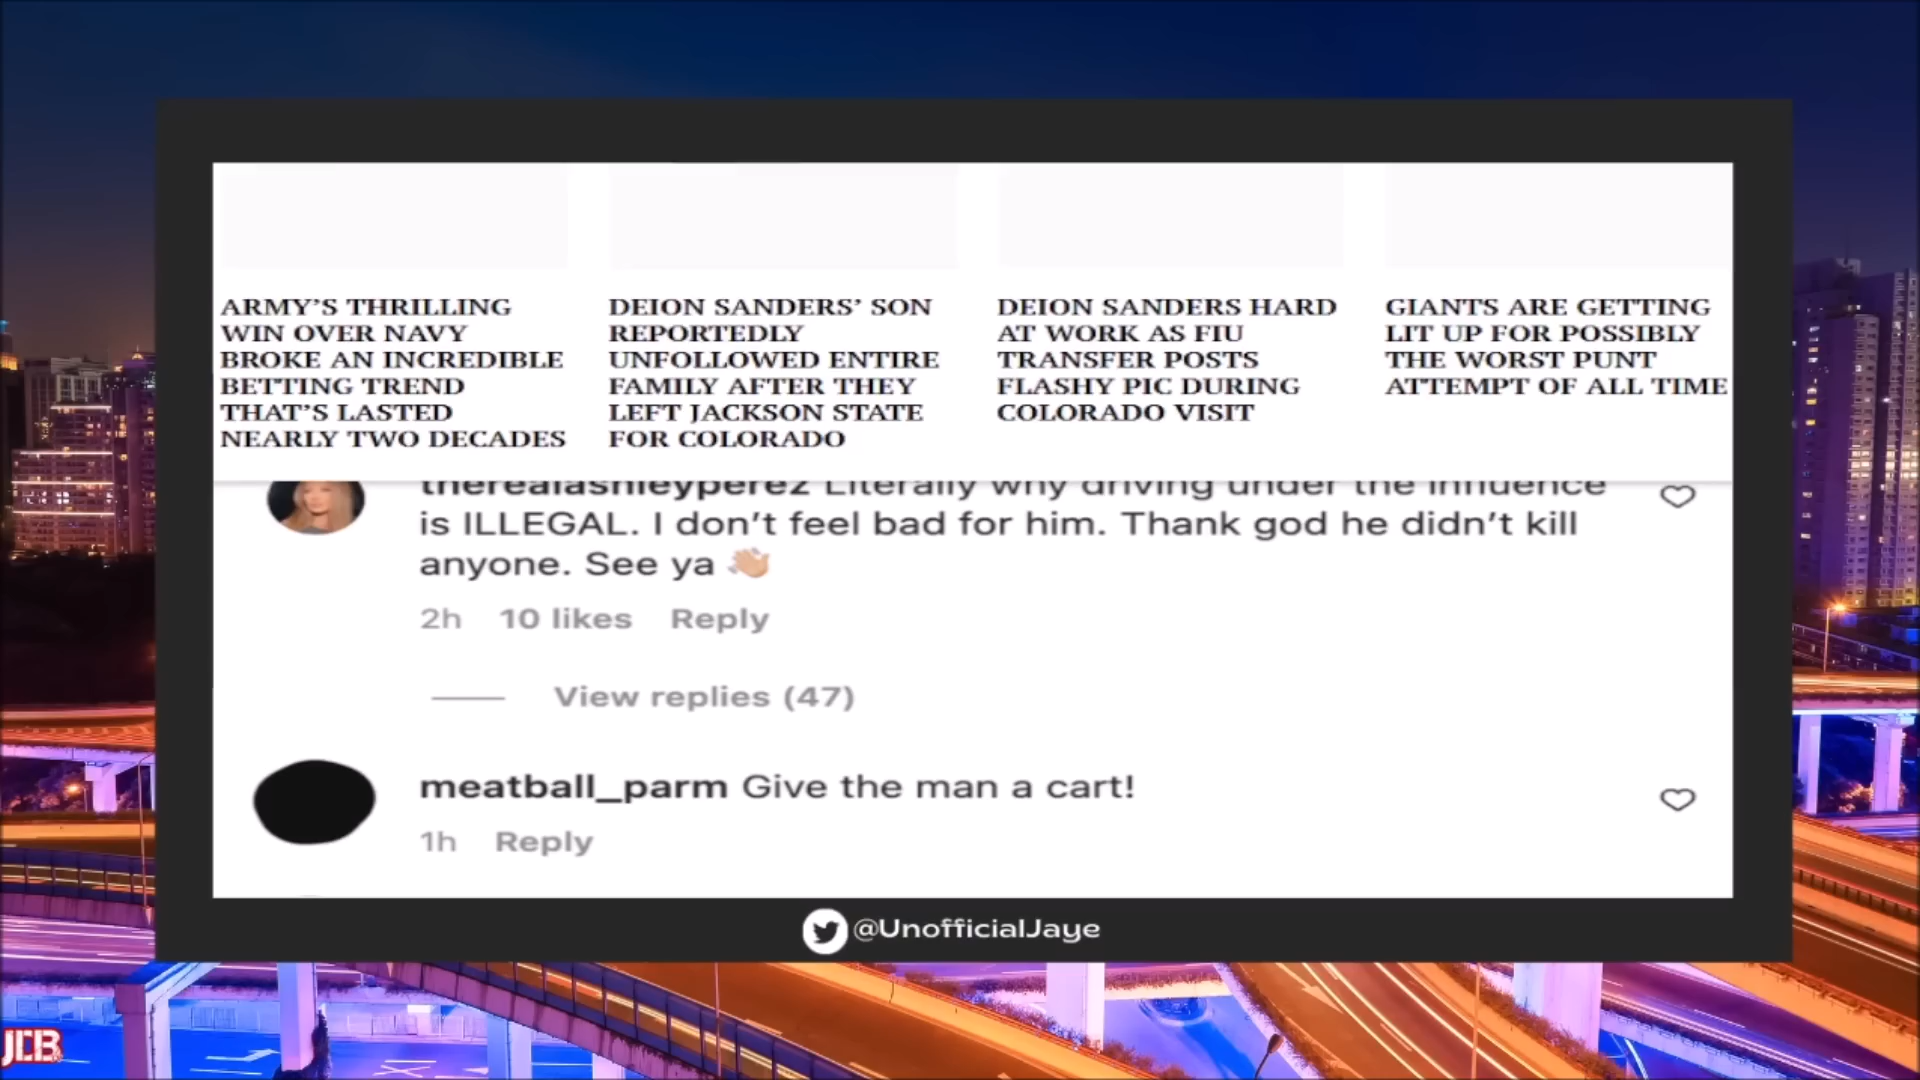 ARMY'S THRILLING
WIN OVER NAVY
BROKE AN INCREDIBLE
BETTING TREND
THAT'S LASTED
NEARLY TWO DECADES
DEION SANDERS' SON
REPORTEDLY
UNFOLLOWED ENTIRE
FAMILY AFTER THEY
LEFT JACKSON STATE
FOR COLORADO
DEION SANDERS HARD
AT WORK AS FIU
TRANSFER POSTS
FLASHY PIC DURING
COLORADO VISIT
GIANTS ARE GETTING
LIT UP FOR POSSIBLY
THE WORST PUNT
ATTEMPT OF ALL TIME
therealashleyperez Literally why driving under the influence
is ILLEGAL. I don't feel bad for him. Thank god he didn't kill
anyone. See ya 👋🏼
2h 10 likes Reply
View replies (47)
meatball_parm Give the man a cart!
1h Reply
@UnofficialJaye
JCB